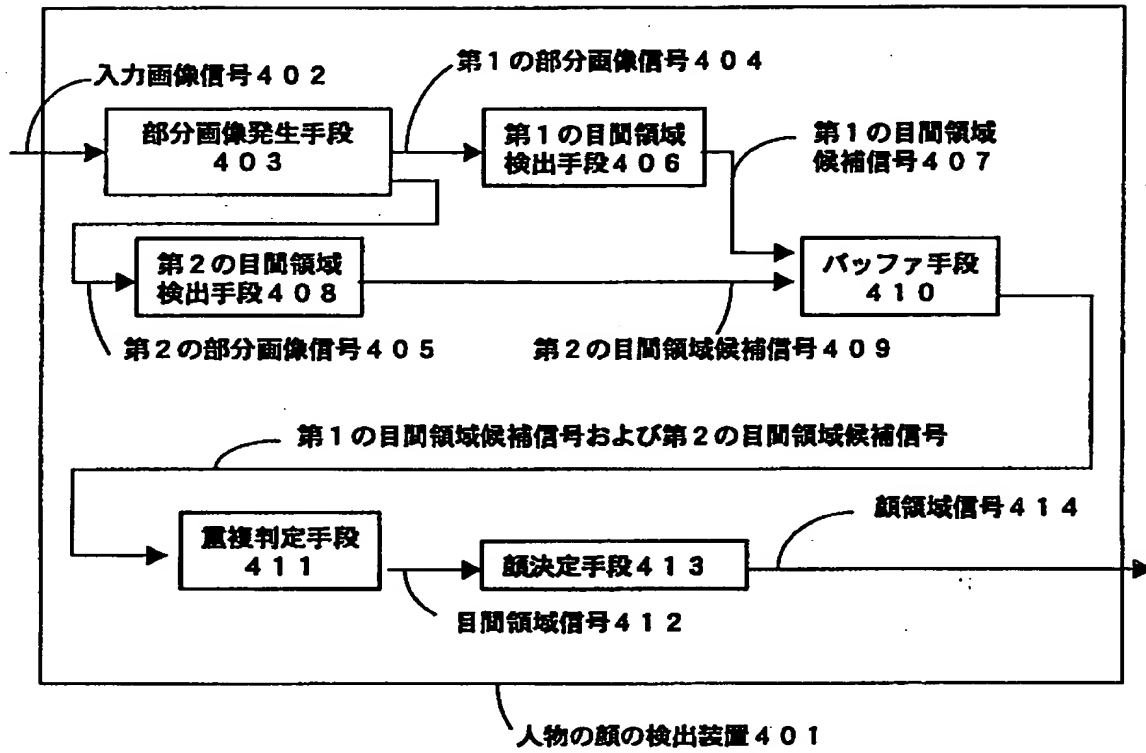 入力画像信号４０２
第１の部分画像信号４０４
部分画像発生手段
４０３
第１の目間領域
検出手段４０６
第１の目間領域
候補信号４０７
第２の目間領域
検出手段４０８
バッファ手段
４１０
第２の部分画像信号４０５
第２の目間領域候補信号４０９
第１の目間領域候補信号および第２の目間領域候補信号
重複判定手段
４１１
顔決定手段４１３
顔領域信号４１４
目間領域信号４１２
人物の顔の検出装置４０１